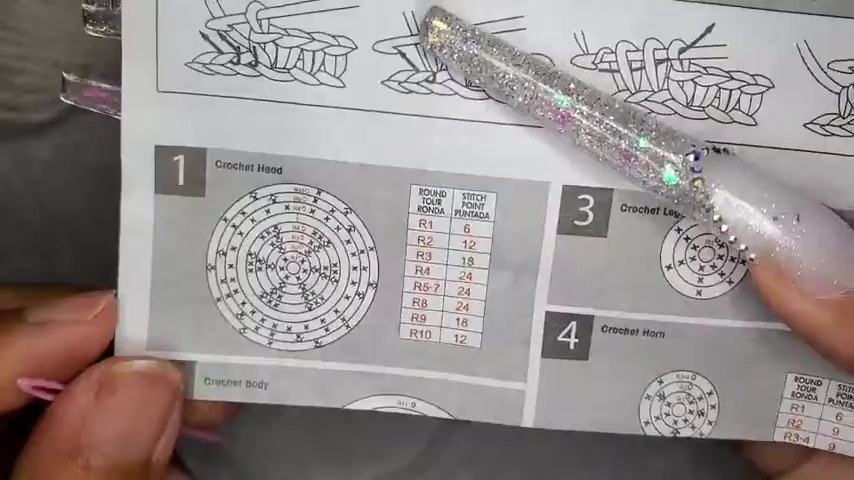 1
Crochet Head
ROUND STITCH
TOUR POINT
RONDA PUNTADA
R1 6
R2 12
R3 18
R4 24
R5-7 24
R8 24
R9 18
R10 12
Crochet Body
3
Crochet Leg
4
Crochet Horn
ROUND
TOUR
RONDA
R1 6
R2 9
R3-4 9